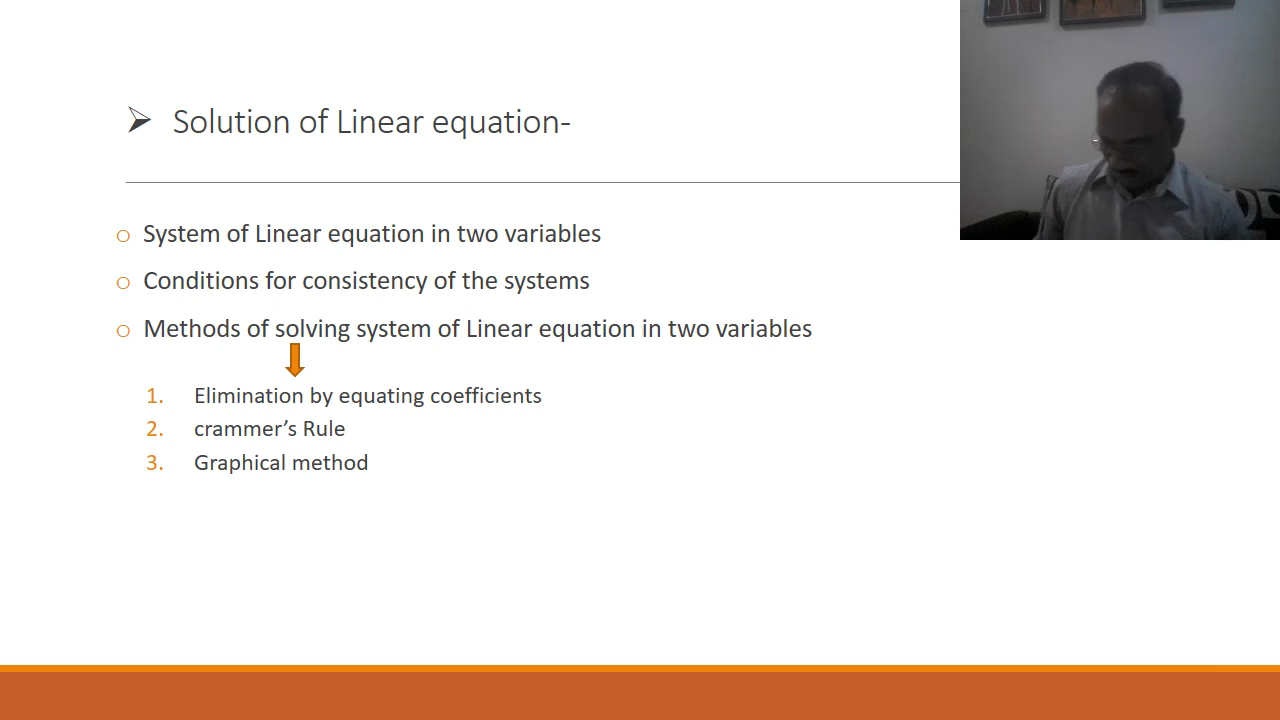 Solution of Linear equation-
System of Linear equation in two variables
Conditions for consistency of the systems
Methods of solving system of Linear equation in two variables
1. Elimination by equating coefficients
2. crammer’s Rule
3. Graphical method